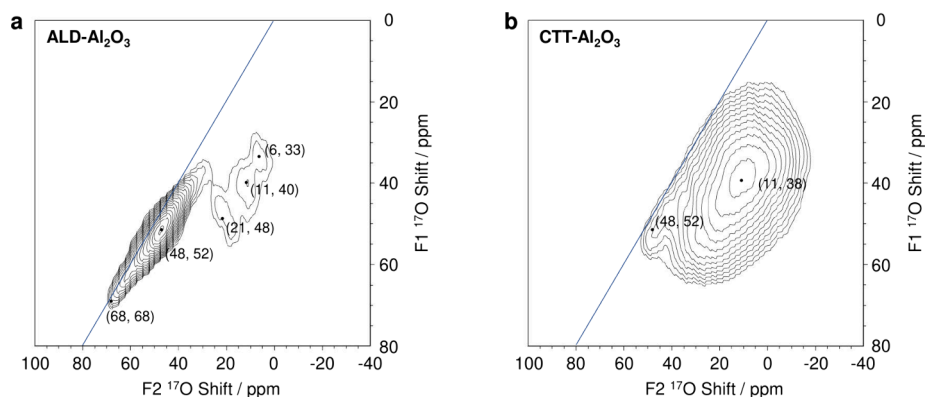 a
ALD-Al₂O₃
(6, 33)
(11, 40)
(21, 48)
(48, 52)
(68, 68)
0
20
40
60
80
F1 ¹⁷O Shift / ppm
100 80 60 40 20 0 -20 -40
F2 ¹⁷O Shift / ppm
b
CTT-Al₂O₃
(11, 38)
(48, 52)
0
20
40
60
80
F1 ¹⁷O Shift / ppm
100 80 60 40 20 0 -20 -40
F2 ¹⁷O Shift / ppm